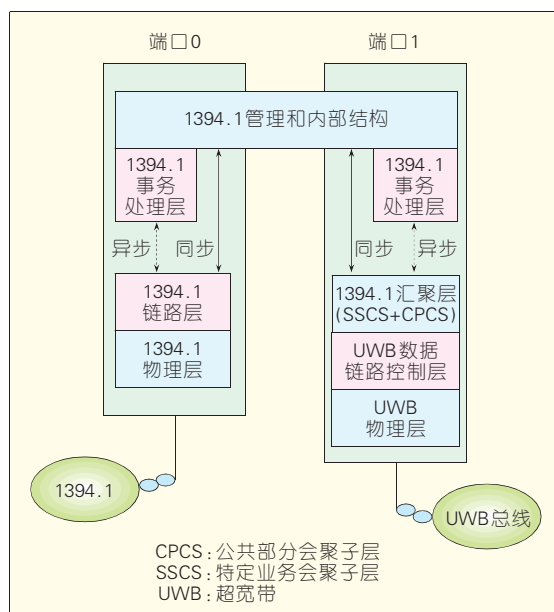 端口0
端口1
1394.1管理和内部结构
1394.1
事务
处理层
1394.1
事务
处理层
异步
同步
同步
异步
1394.1
链路层
1394.1
物理层
1394.1汇聚层
(SSCS+CPCS)
UWB数据
链路控制层
UWB
物理层
1394.1
UWB总线
CPCS:公共部分会聚子层
SSCS:特定业务会聚子层
UWB:超宽带